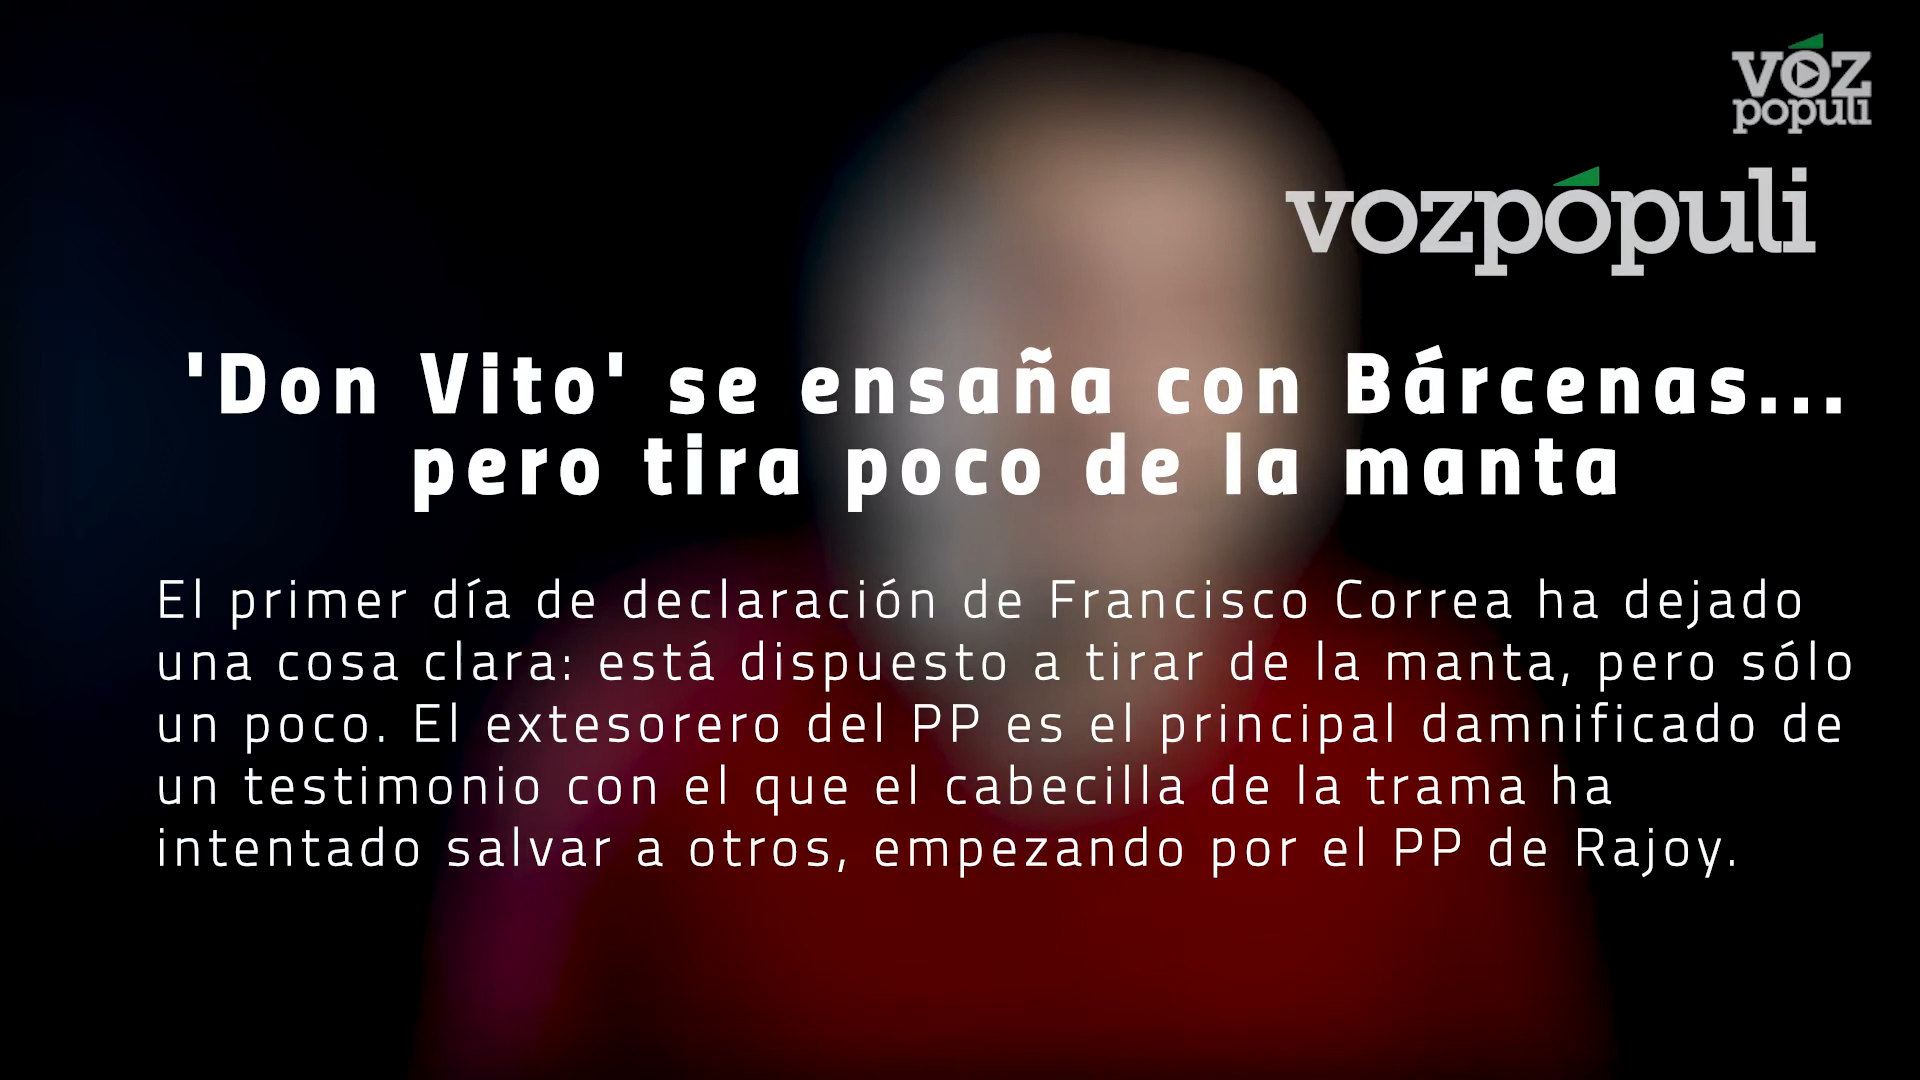 vóz
populi
vozpópuli
'Don Vito' se ensaña con Bárcenas...
pero tira poco de la manta
El primer día de declaración de Francisco Correa ha dejado
una cosa clara: está dispuesto a tirar de la manta, pero sólo
un poco. El extesorero del PP es el principal damnificado de
un testimonio con el que el cabecilla de la trama ha
intentado salvar a otros, empezando por el PP de Rajoy.